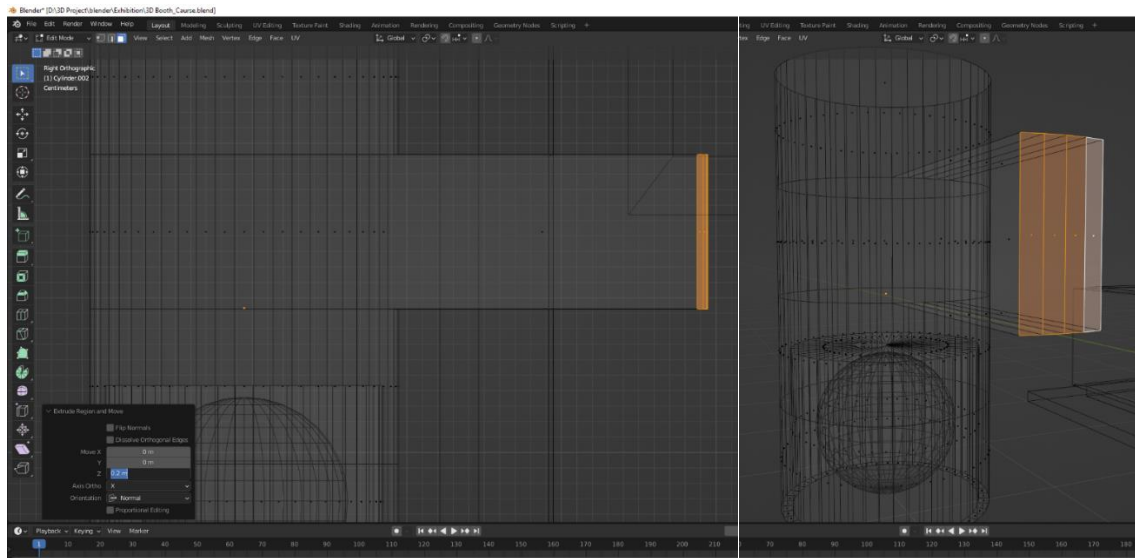 Blender* [D:\3D Project\blender\Exhibition\3D Booth_Caurse.blend]
File Edit Render Window Help Layout Modeling Sculpting UV Editing Texture Paint Shading Animation Rendering Compositing Geometry Nodes Scripting +
Edit Mode View Select Add Mesh Vertex Edge Face UV Global
Right Orthographic
(1) Cylinder.002
Centimeters
Extrude Region and Move
Flip Normals
Dissolve Orthogonal Edges
Move X 0 m
Y 0 m
Z 0.2 m
Axis Ortho X
Orientation Normal
Proportional Editing
Playback Keying View Marker
1 10 20 30 40 50 60 70 80 90 100 110 120 130 140 150 160 170 180 190 200 210
UV Editing Texture Paint Shading Animation Rendering Compositing Geometry Nodes Scripting +
Edge Face UV Global
70 80 90 100 110 120 130 140 150 160 170 180